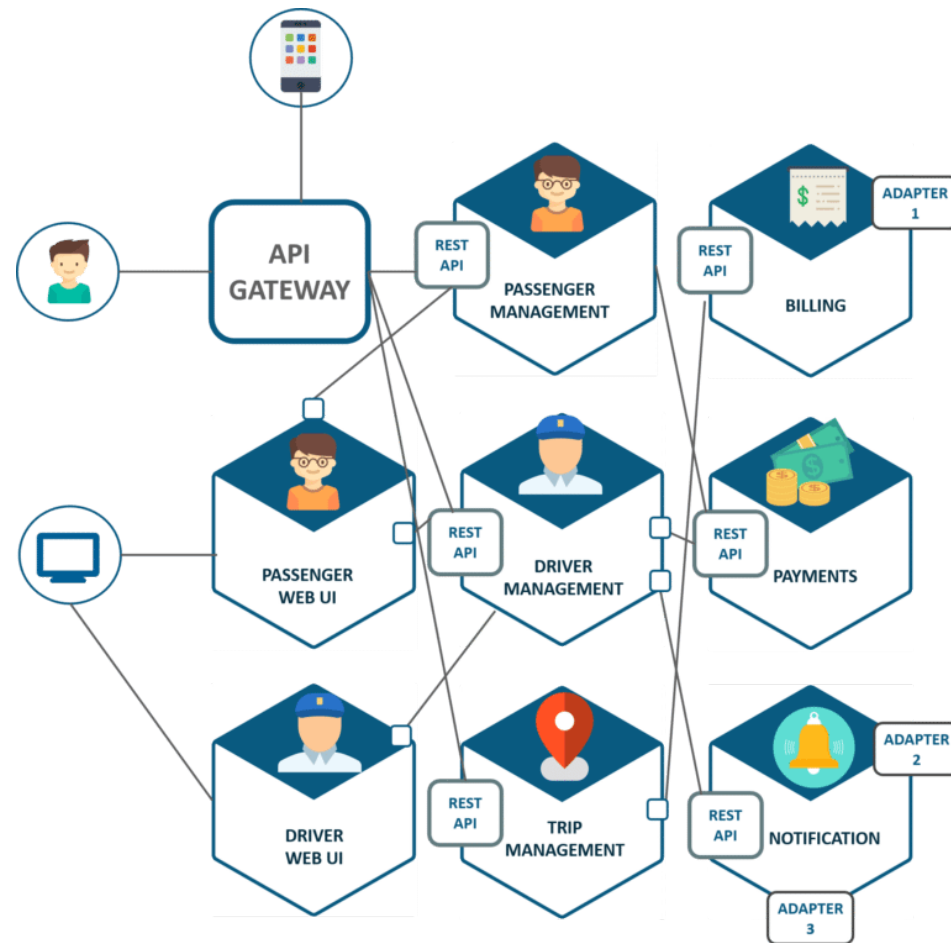 API
GATEWAY
REST
API
PASSENGER
MANAGEMENT
REST
API
ADAPTER
1
BILLING
PASSENGER
WEB UI
REST
API
DRIVER
MANAGEMENT
REST
API
PAYMENTS
DRIVER
WEB UI
REST
API
TRIP
MANAGEMENT
REST
API
ADAPTER
2
NOTIFICATION
ADAPTER
3